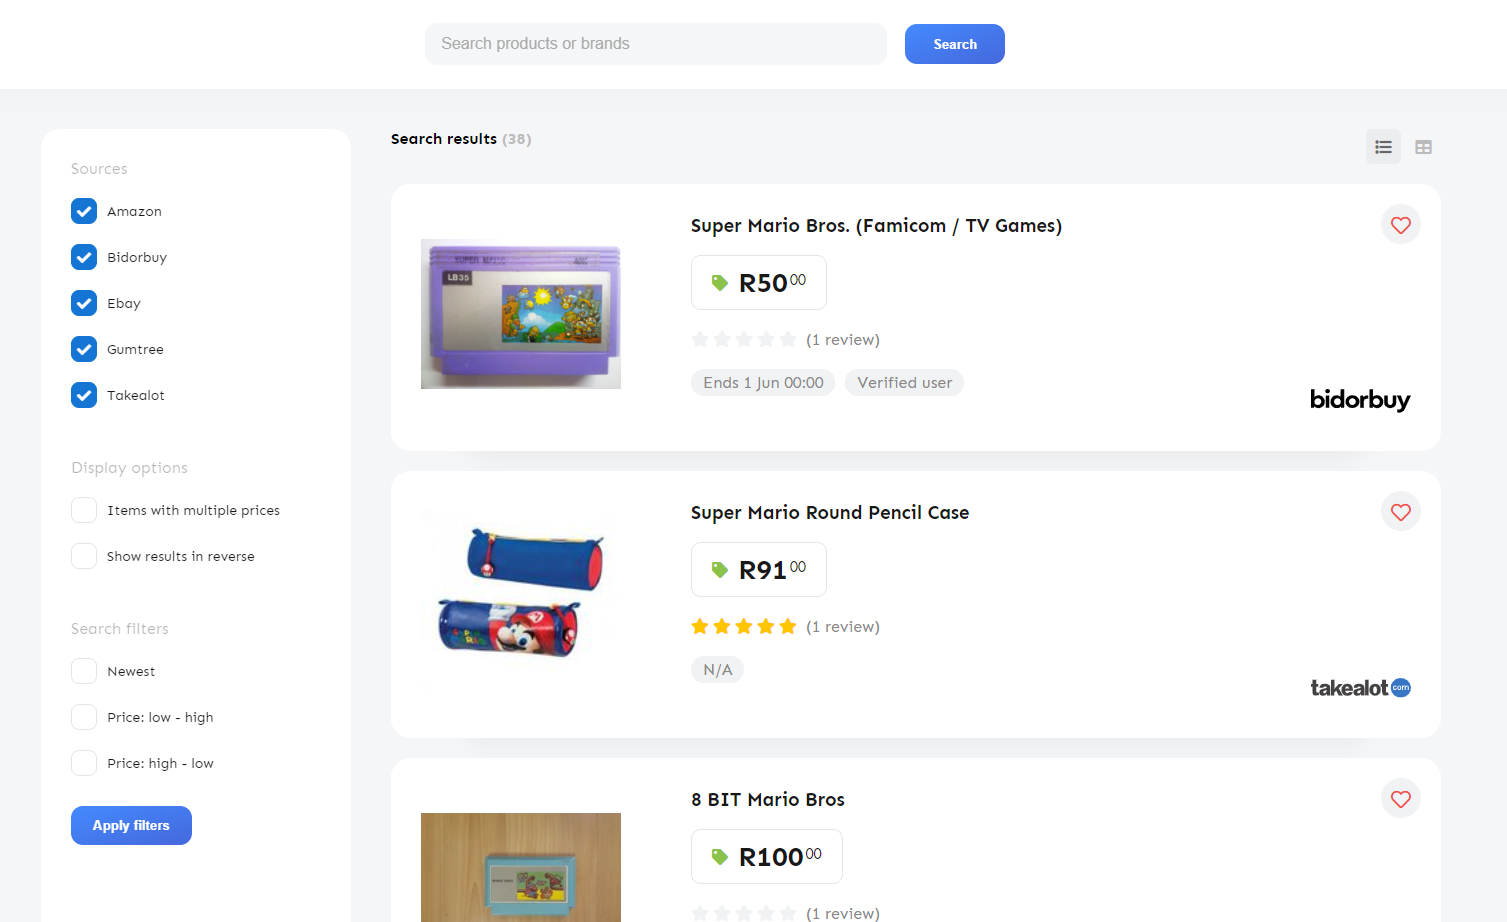 Search products or brands
Search
Sources
Amazon
Bidorbuy
Ebay
Gumtree
Takealot
Display options
Items with multiple prices
Show results in reverse
Search filters
Newest
Price: low - high
Price: high - low
Apply filters
Search results (38)
Super Mario Bros. (Famicom / TV Games)
LB35
R50 00
(1 review)
Ends 1 Jun 00:00
Verified user
bidorbuy
Super Mario Round Pencil Case
R91 00
(1 review)
N/A
takealot com
8 BIT Mario Bros
R100 00
(1 review)